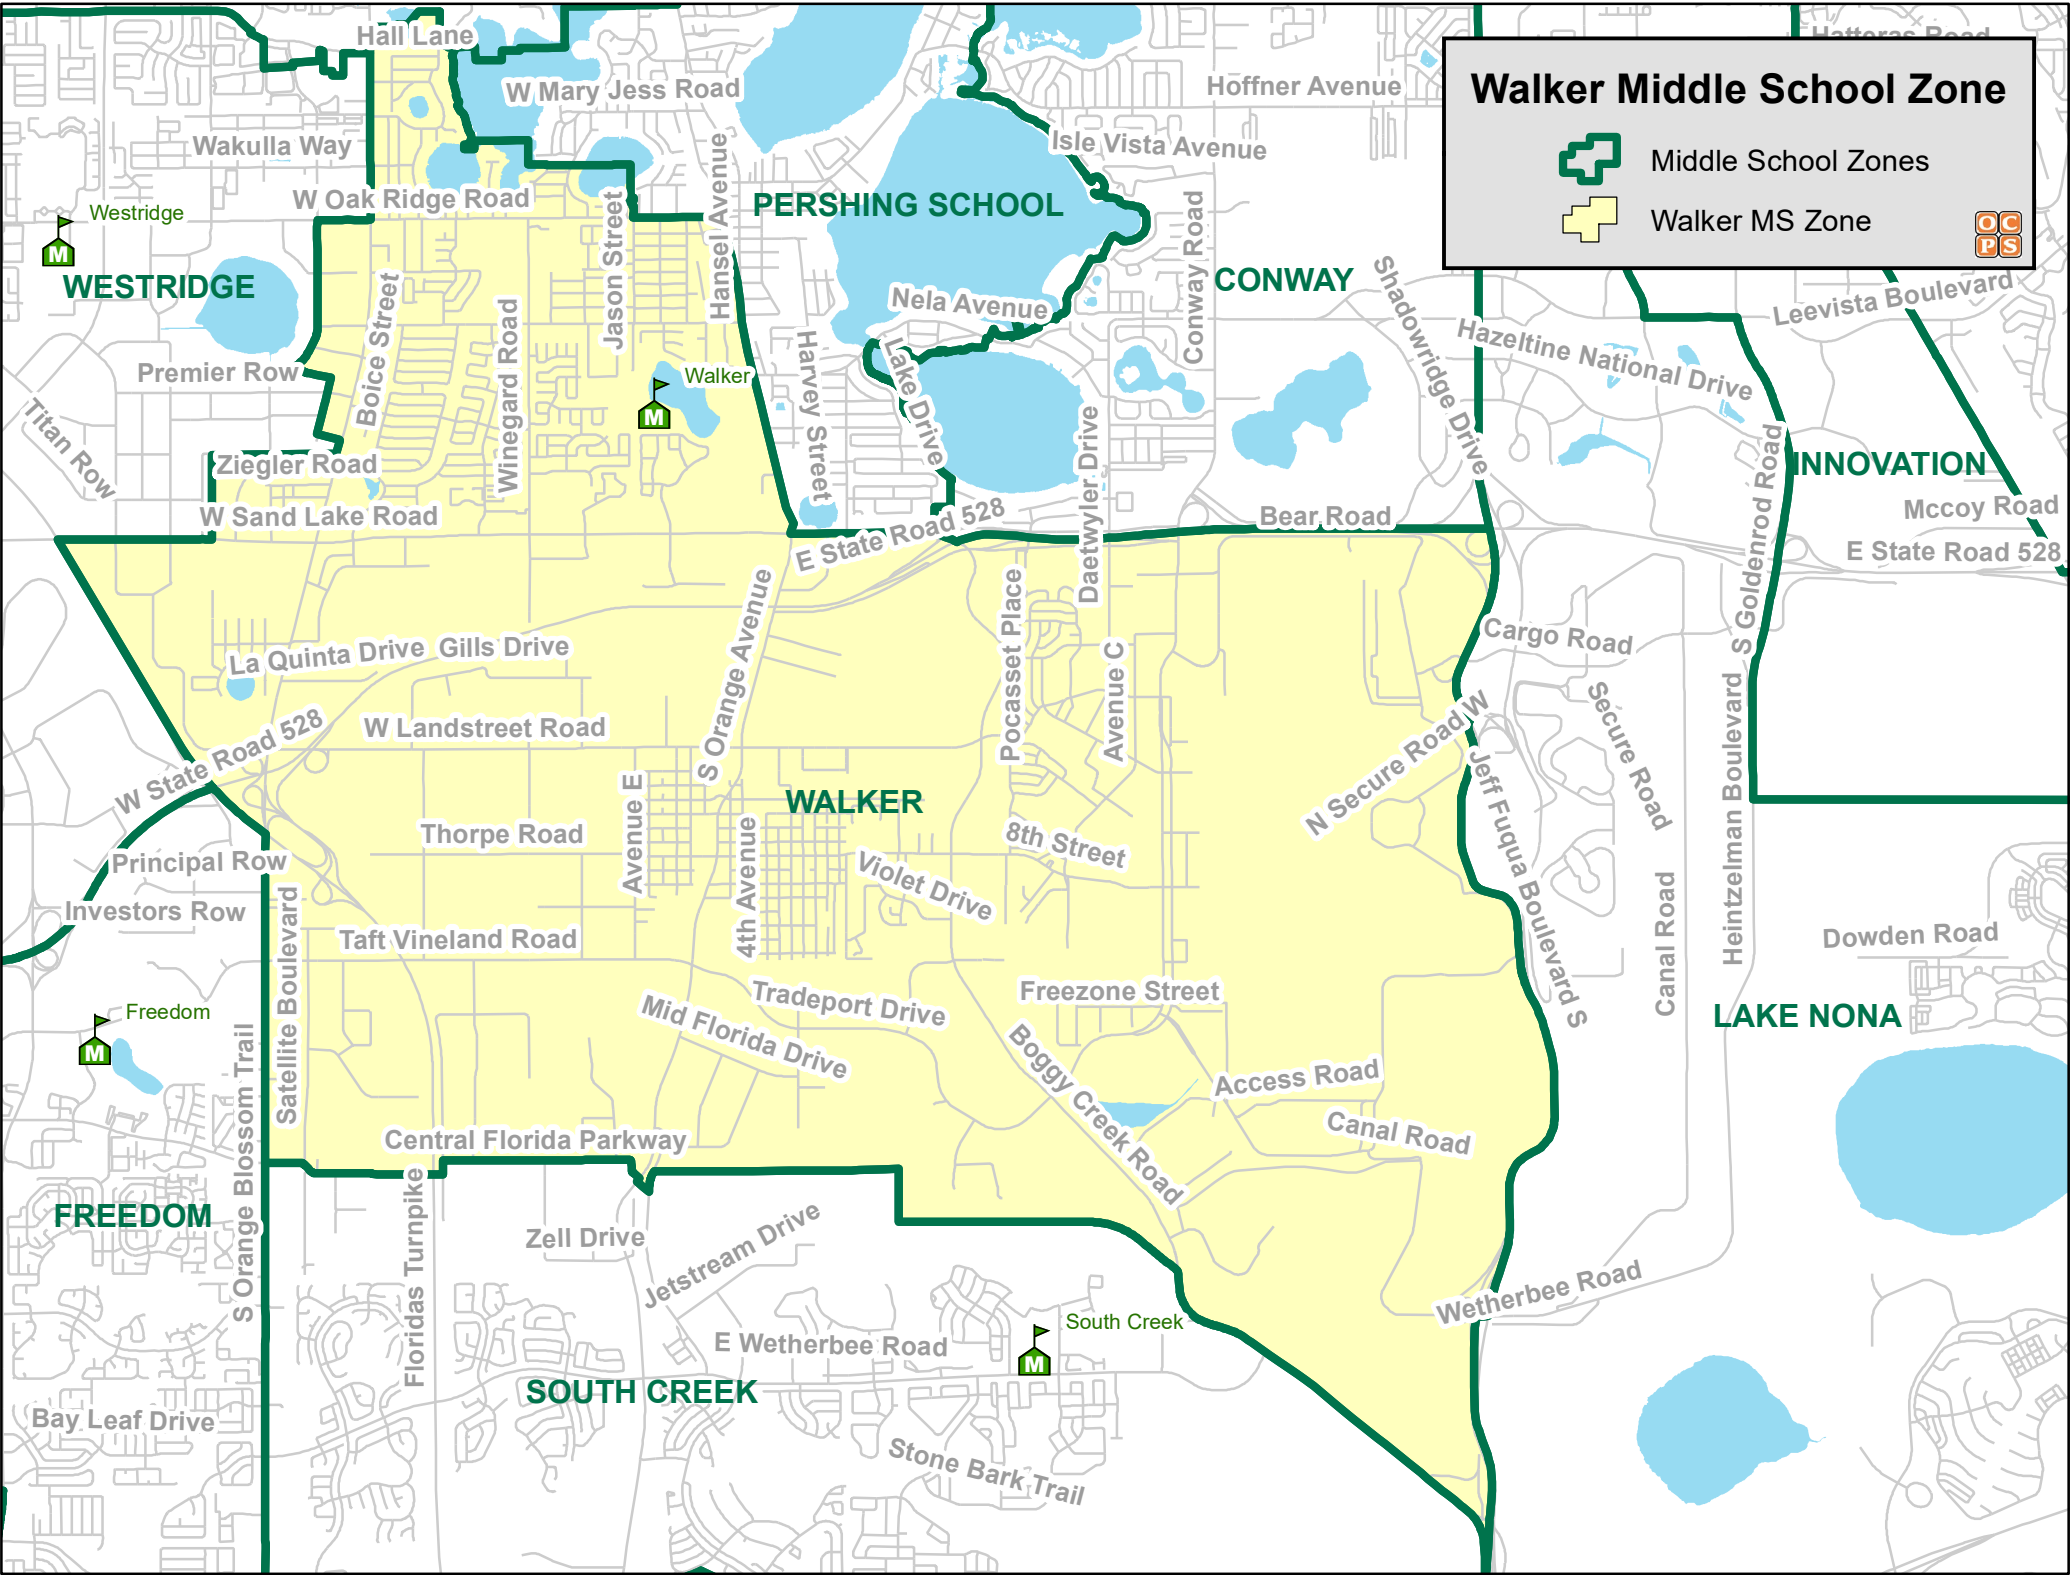 Hall Lane
Hatteras Road
W Mary Jess Road
Hoffner Avenue
Walker Middle School Zone
Middle School Zones
Walker MS Zone
O C
P S
Wakulla Way
Isle Vista Avenue
W Oak Ridge Road
PERSHING SCHOOL
Westridge
M
WESTRIDGE
Jason Street
Hansel Avenue
Conway Road
CONWAY
Shadowridge Drive
Leevista Boulevard
Nela Avenue
Hazeltine National Drive
Boice Street
Winegard Road
Harvey Street
Lake Drive
Premier Row
Walker
M
Titan Row
Ziegler Road
Daetwyler Drive
S Goldenrod Road
INNOVATION
Mccoy Road
W Sand Lake Road
E State Road 528
Bear Road
E State Road 528
S Orange Avenue
Pocasset Place
Avenue C
Cargo Road
La Quinta Drive
Gills Drive
W State Road 528
W Landstreet Road
N Secure Road W
Secure Road
Heintzelman Boulevard
Jeff Fuqua Boulevard S
Avenue E
WALKER
Thorpe Road
4th Avenue
8th Street
Violet Drive
Principal Row
Investors Row
Satellite Boulevard
Taft Vineland Road
Canal Road
Dowden Road
Tradeport Drive
Freezone Street
Mid Florida Drive
LAKE NONA
Freedom
M
S Orange Blossom Trail
Boggy Creek Road
Access Road
Canal Road
Central Florida Parkway
FREEDOM
Floridas Turnpike
Zell Drive
Jetstream Drive
Wetherbee Road
South Creek
M
E Wetherbee Road
SOUTH CREEK
Bay Leaf Drive
Stone Bark Trail